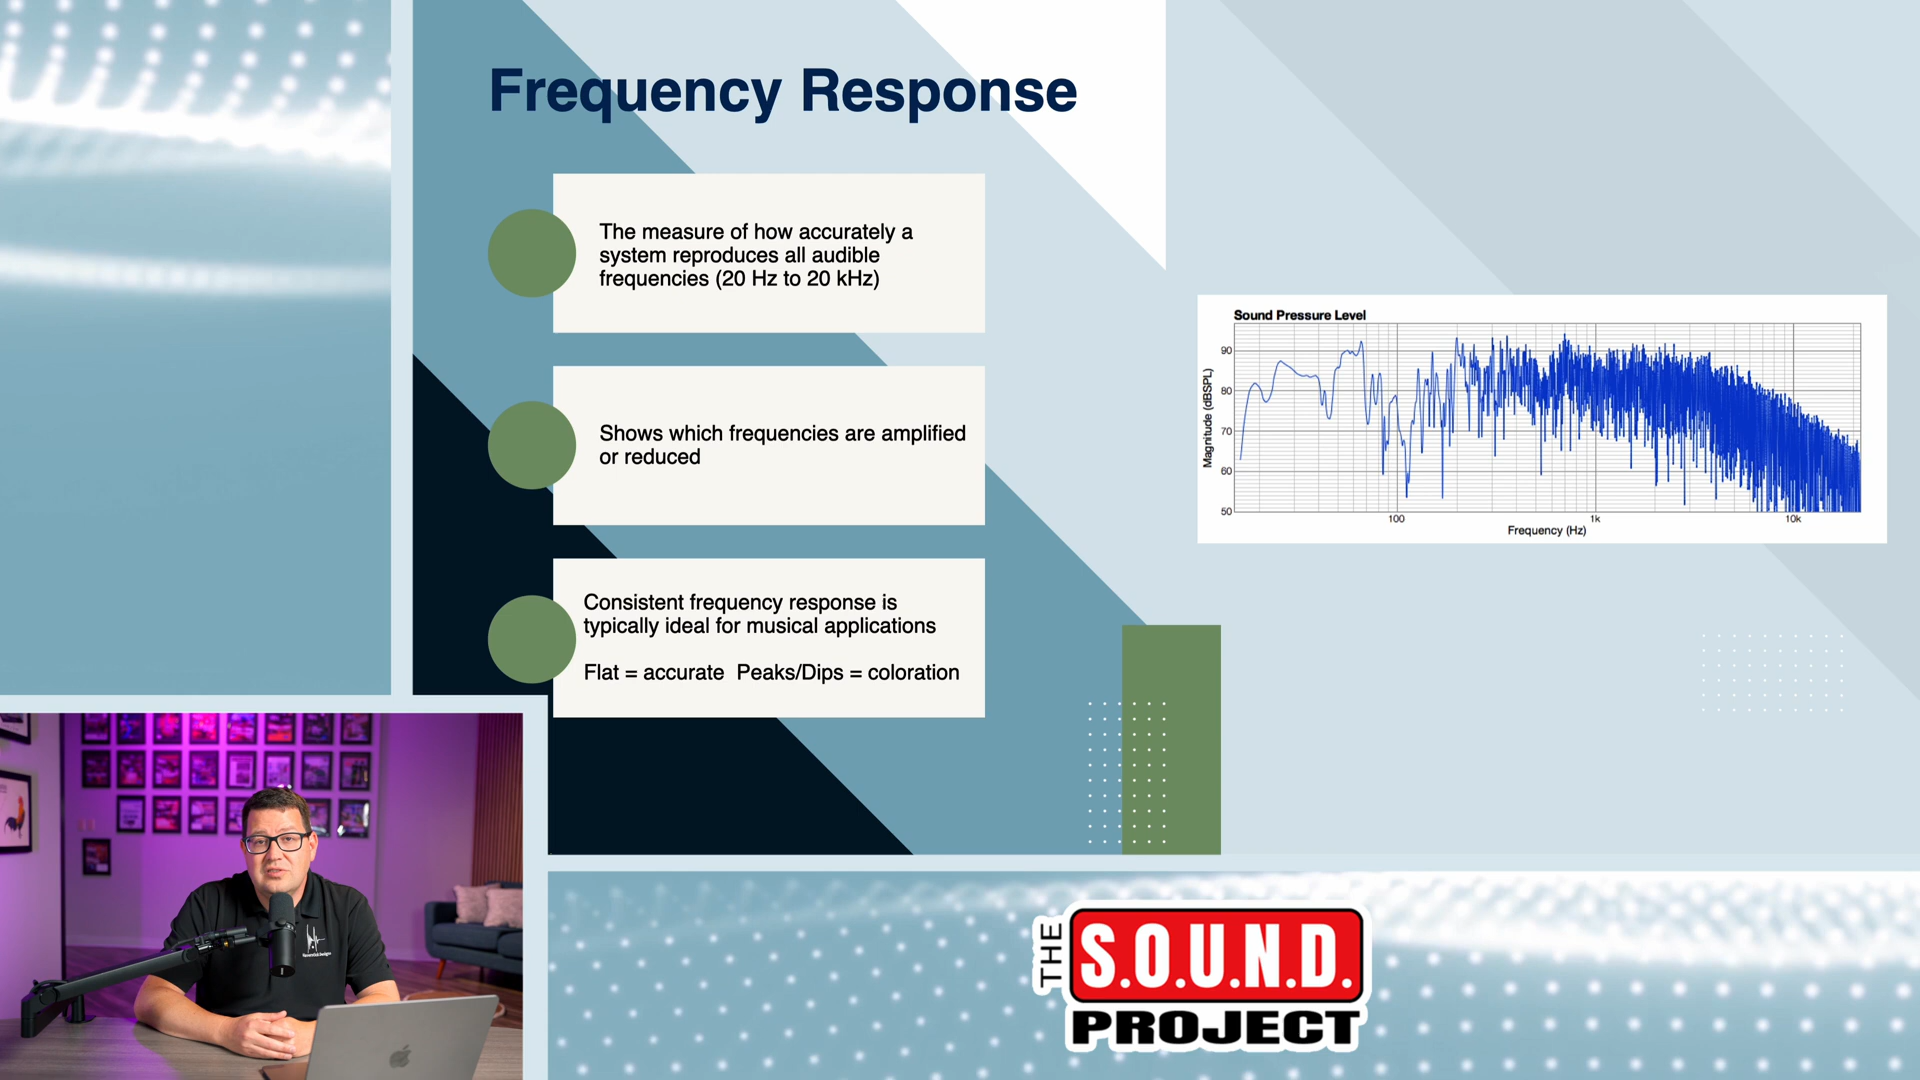 Frequency Response
The measure of how accurately a
system reproduces all audible
frequencies (20 Hz to 20 kHz)
Shows which frequencies are amplified
or reduced
Consistent frequency response is
typically ideal for musical applications
Flat = accurate  Peaks/Dips = coloration
Sound Pressure Level
Magnitude (dBSPL)
90
80
70
60
50
100
1k
10k
Frequency (Hz)
THE
S.O.U.N.D.
PROJECT